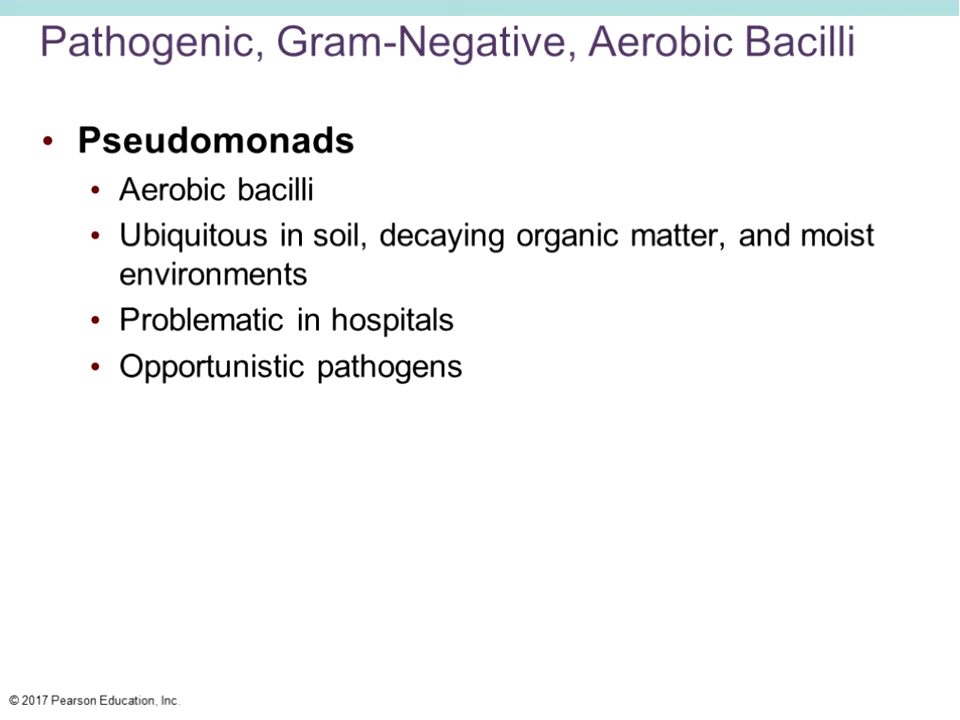 Pathogenic, Gram-Negative, Aerobic Bacilli
• Pseudomonads
• Aerobic bacilli
• Ubiquitous in soil, decaying organic matter, and moist
environments
• Problematic in hospitals
• Opportunistic pathogens
© 2017 Pearson Education, Inc.